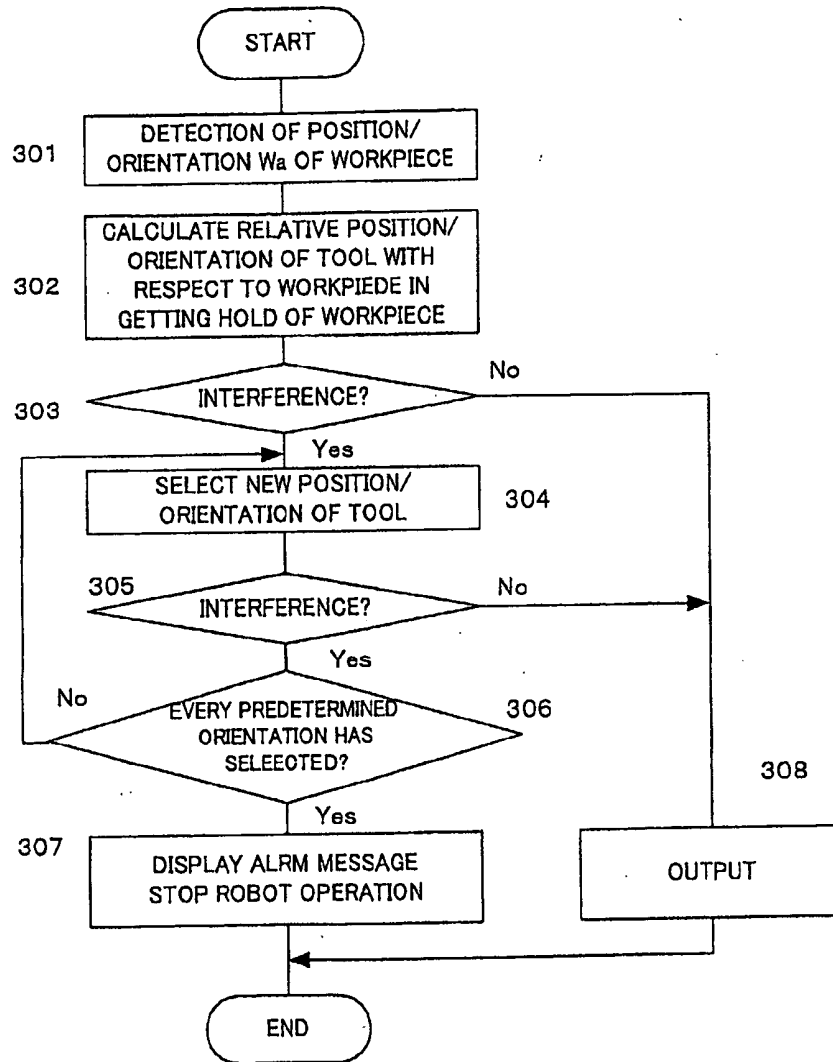 START
301
DETECTION OF POSITION/
ORIENTATION Wa OF WORKPIECE
302
CALCULATE RELATIVE POSITION/
ORIENTATION OF TOOL WITH
RESPECT TO WORKPIEDE IN
GETTING HOLD OF WORKPIECE
303
INTERFERENCE?
No
Yes
SELECT NEW POSITION/
ORIENTATION OF TOOL
304
305
INTERFERENCE?
No
Yes
No
EVERY PREDETERMINED
ORIENTATION HAS
SELEECTED?
306
Yes
307
DISPLAY ALRM MESSAGE
STOP ROBOT OPERATION
308
OUTPUT
END